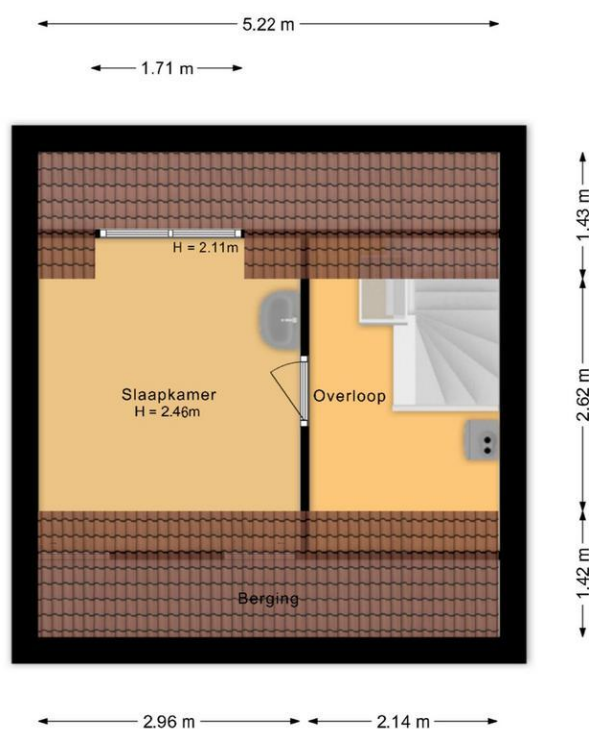 5.22 m
1.71 m
H = 2.11m
1.43 m
Slaapkamer
H = 2.46m
Overloop
2.62 m
Berging
1.42 m
2.96 m
2.14 m